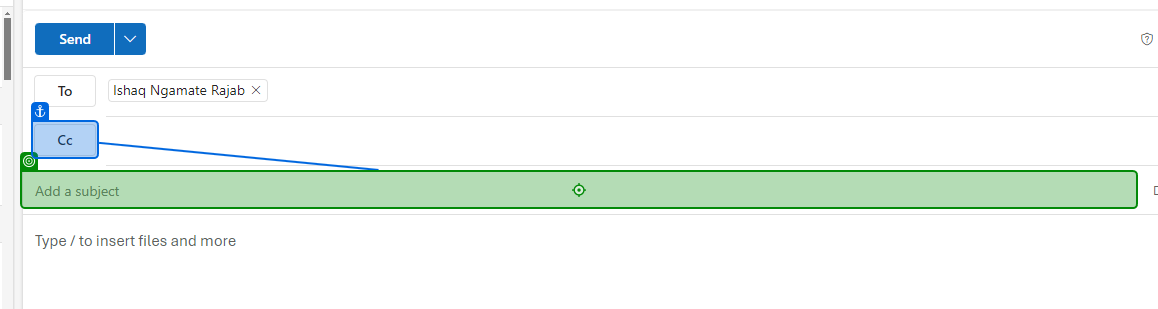 Send
To
Ishaq Ngamate Rajab
Cc
Add a subject
Type / to insert files and more